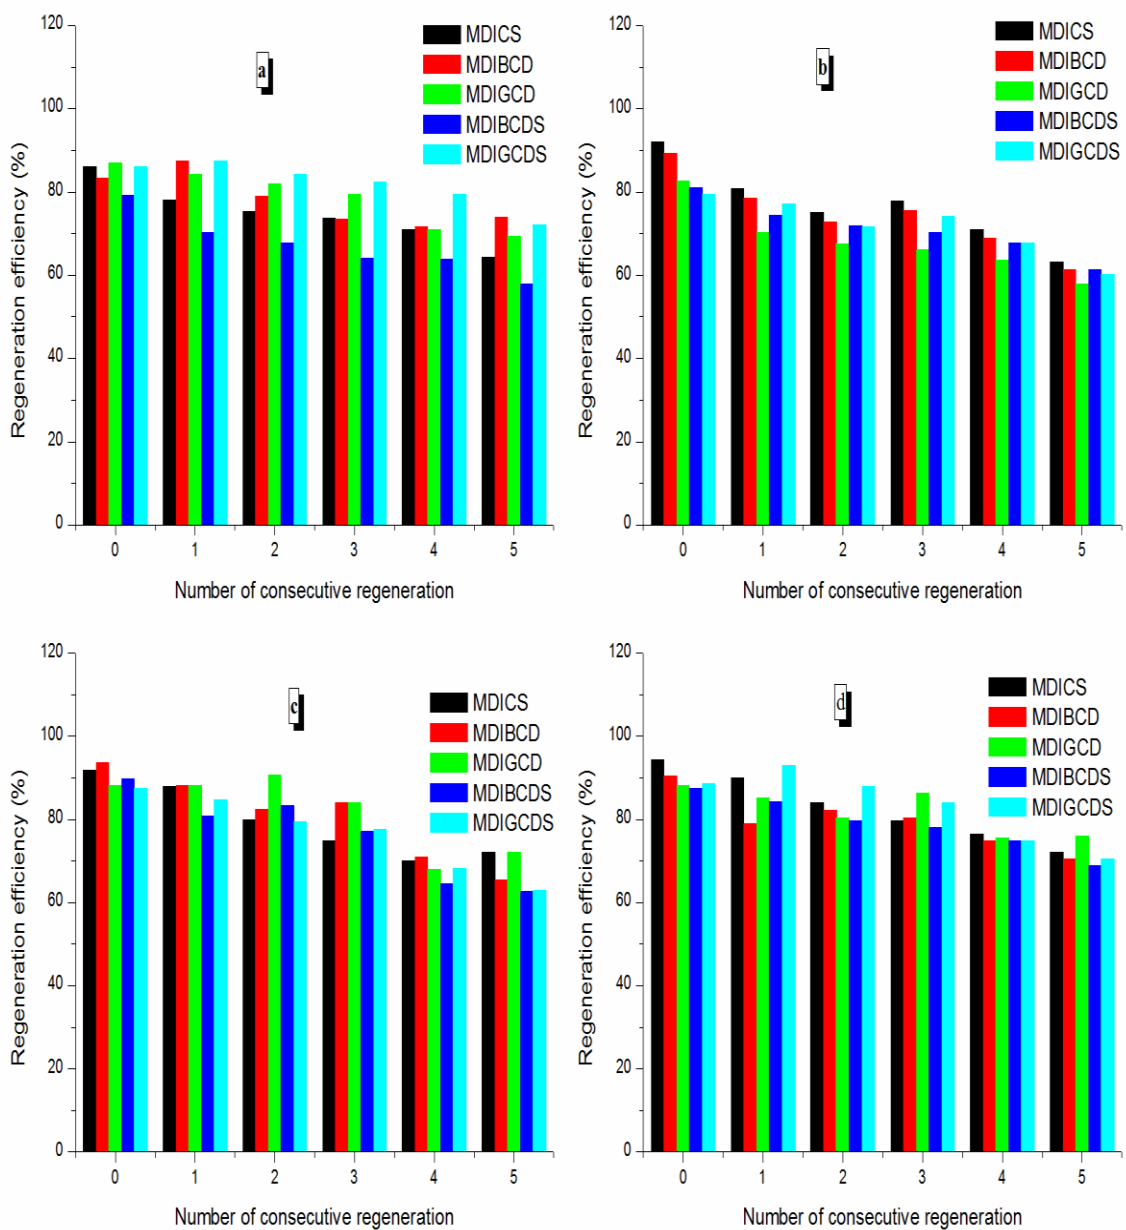 a
MDICS
MDIBCD
MDIGCD
MDIBCDS
MDIGCDS
120
100
80
60
40
20
0
Regeneration efficiency (%)
0 1 2 3 4 5
Number of consecutive regeneration
b
MDICS
MDIBCD
MDIGCD
MDIBCDS
MDIGCDS
120
100
80
60
40
20
0
Regeneration efficiency (%)
0 1 2 3 4 5
Number of consecutive regeneration
c
MDICS
MDIBCD
MDIGCD
MDIBCDS
MDIGCDS
120
100
80
60
40
20
0
Regeneration efficiency (%)
0 1 2 3 4 5
Number of consecutive regeneration
d
MDICS
MDIBCD
MDIGCD
MDIBCDS
MDIGCDS
120
100
80
60
40
20
0
Regeneration efficiency (%)
0 1 2 3 4 5
Number of consecutive regeneration